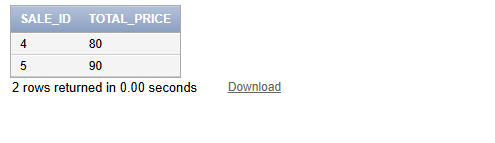 SALE_ID TOTAL_PRICE
4 80
5 90
2 rows returned in 0.00 seconds Download